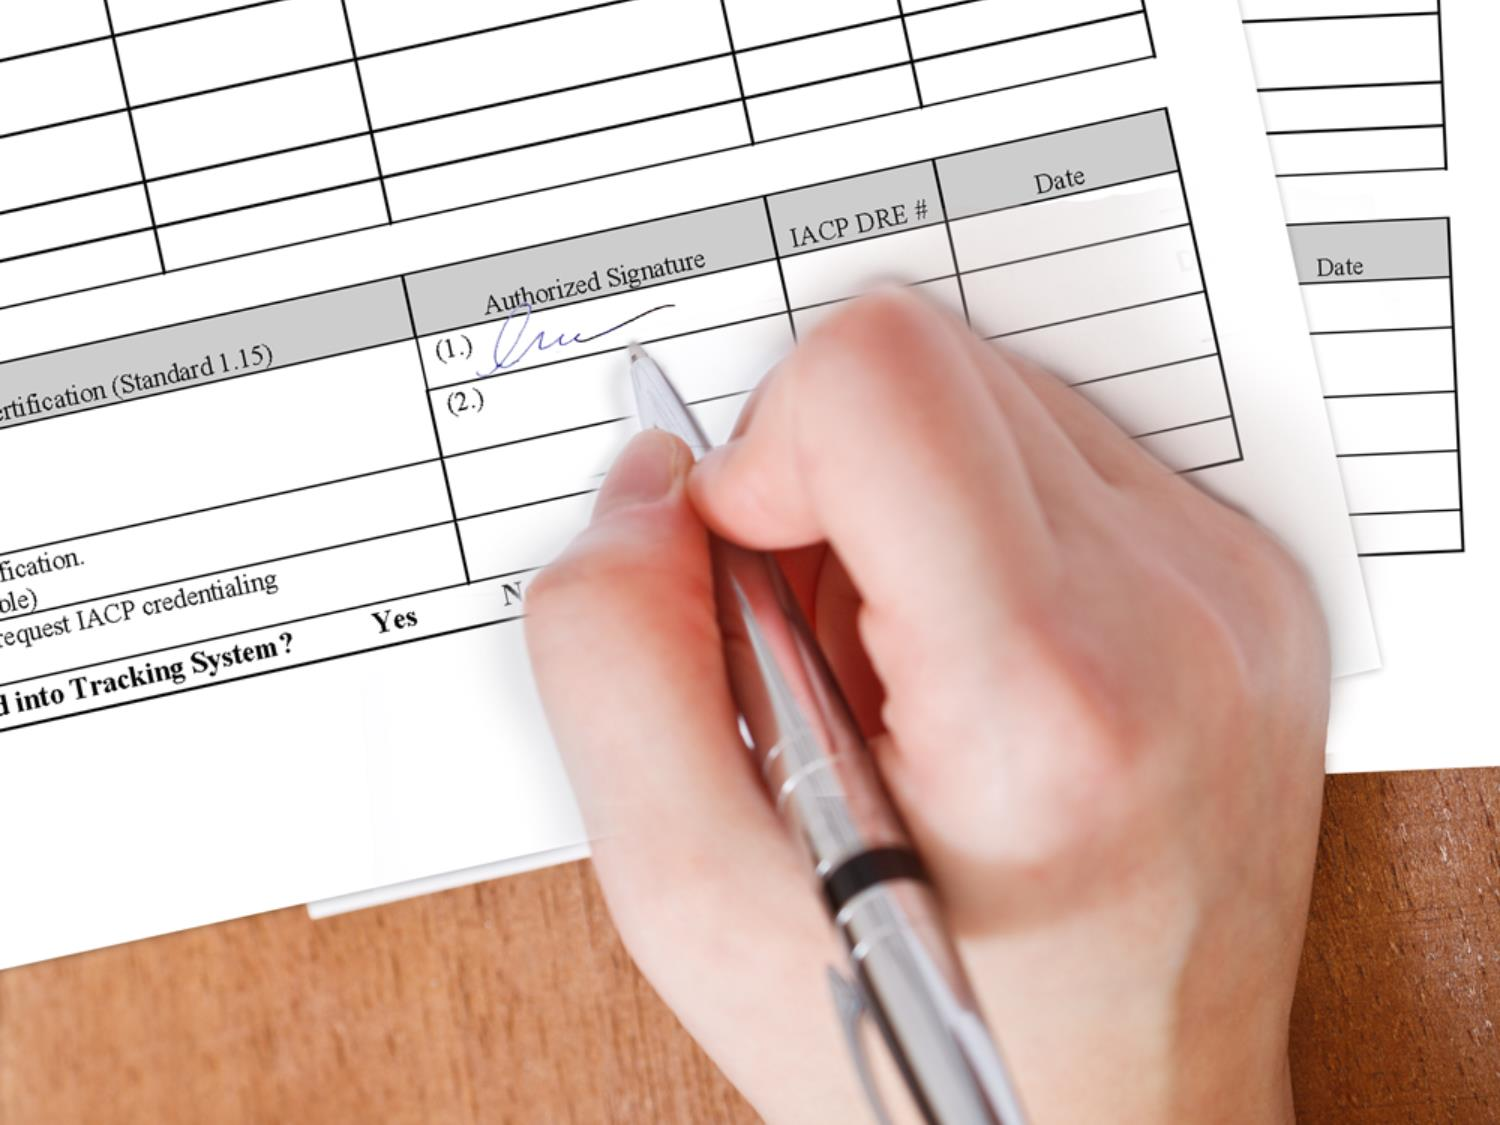 Authorized Signature
IACP DRE #
Date
Date
ertification (Standard 1.15)
(1.)
(2.)
fication.
ble)
request IACP credentialing
d into Tracking System?
Yes
N